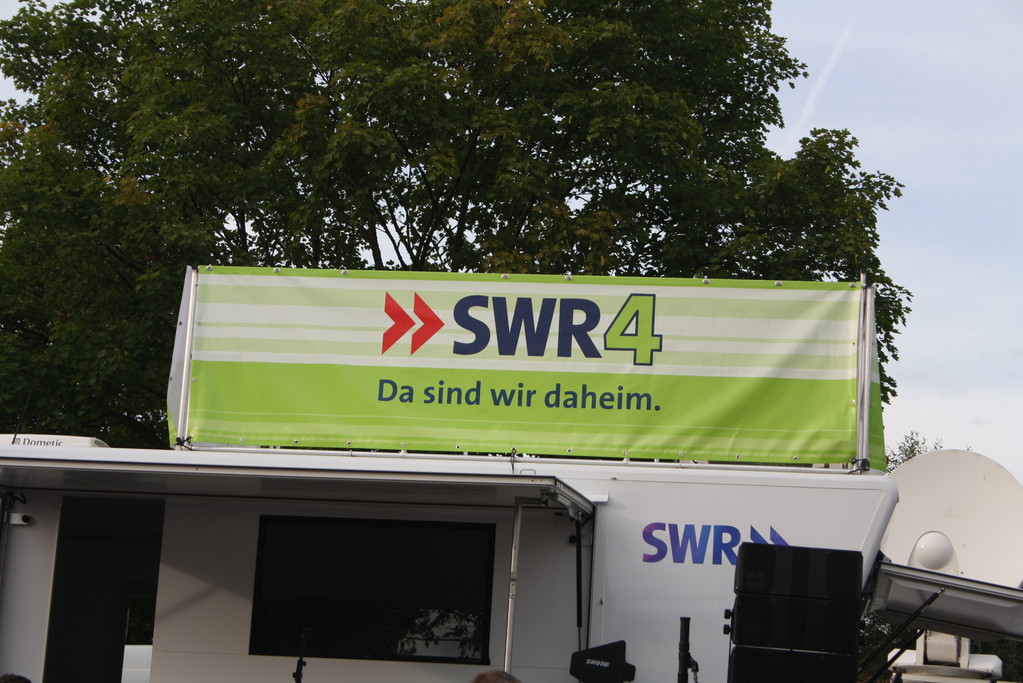 SWR4
Da sind wir daheim.
Dometic
SWR
SHURE